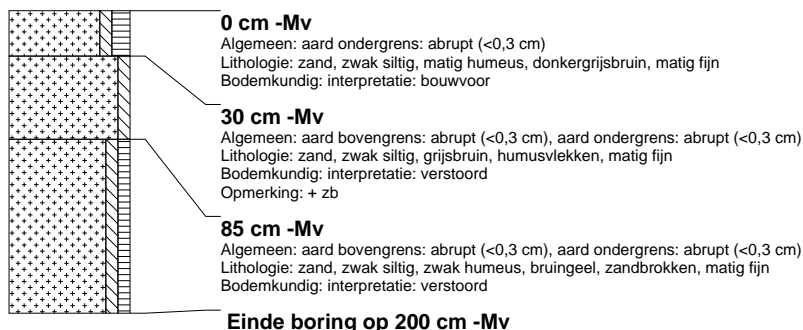 0 cm -Mv
Algemeen: aard ondergrens: abrupt (<0,3 cm)
Lithologie: zand, zwak siltig, matig humeus, donkergrijsbruin, matig fijn
Bodemkundig: interpretatie: bouwvoor
30 cm -Mv
Algemeen: aard bovengrens: abrupt (<0,3 cm), aard ondergrens: abrupt (<0,3 cm)
Lithologie: zand, zwak siltig, grijsbruin, humusvlekken, matig fijn
Bodemkundig: interpretatie: verstoord
Opmerking: + zb
85 cm -Mv
Algemeen: aard bovengrens: abrupt (<0,3 cm), aard ondergrens: abrupt (<0,3 cm)
Lithologie: zand, zwak siltig, zwak humeus, bruingeel, zandbrokken, matig fijn
Bodemkundig: interpretatie: verstoord
Einde boring op 200 cm -Mv